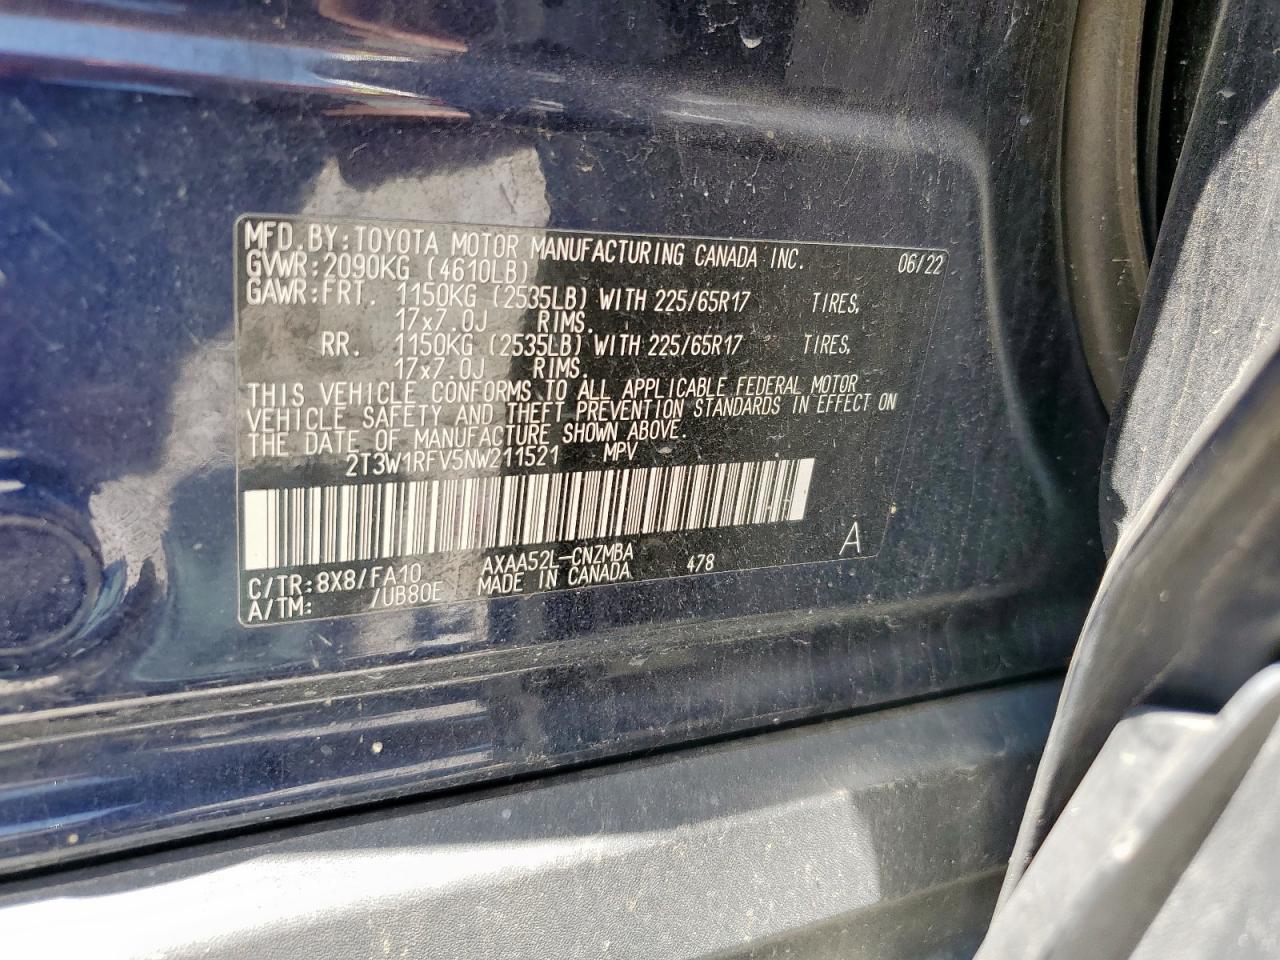 MFD. BY: TOYOTA MOTOR MANUFACTURING CANADA INC. 06/22
GVWR: 2090KG (4610LB)
GAWR: FRT. 1150KG (2535LB) WITH 225/65R17 TIRES,
17x7.0J RIMS.
RR. 1150KG (2535LB) WITH 225/65R17 TIRES,
17x7.0J RIMS.
THIS VEHICLE CONFORMS TO ALL APPLICABLE FEDERAL MOTOR
VEHICLE SAFETY AND THEFT PREVENTION STANDARDS IN EFFECT ON
THE DATE OF MANUFACTURE SHOWN ABOVE.
2T3W1RFV5NW211521 MPV
C/TR: 8X8/FA10 AXAA52L-CNZMBA 478 A
A/TM: /UB80E MADE IN CANADA